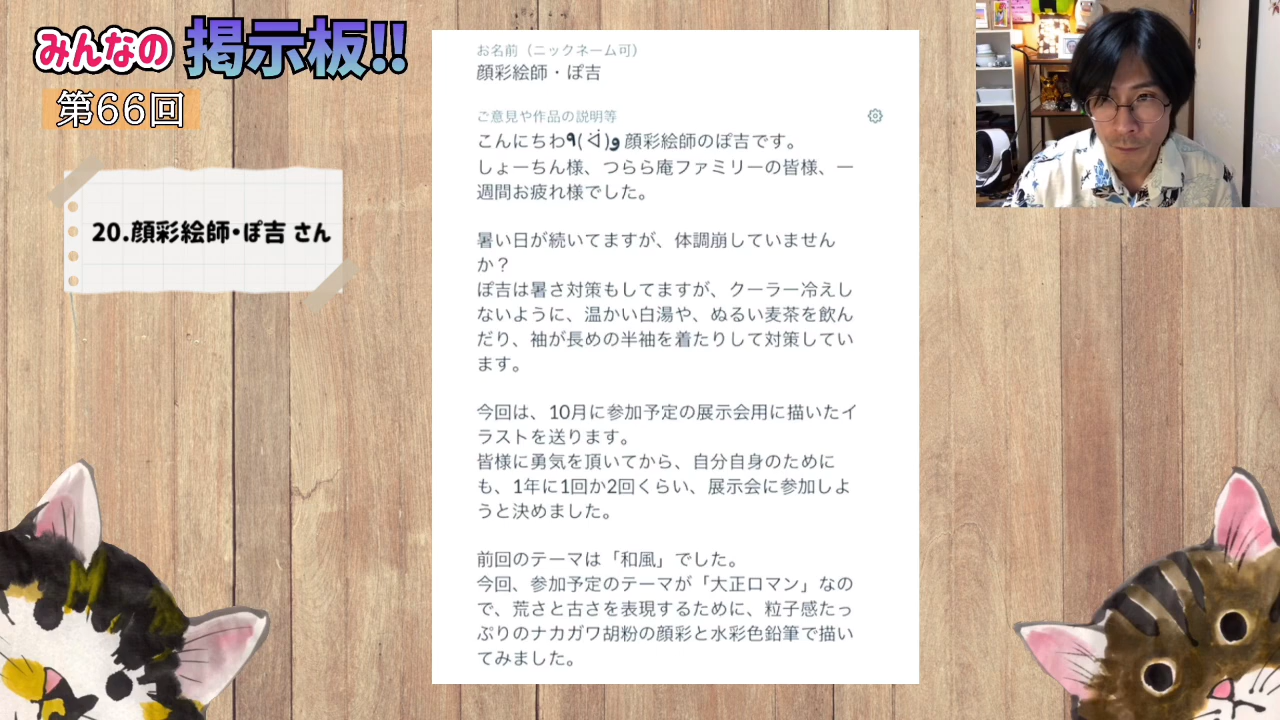 みんなの 掲示板!!
第66回
20.顔彩絵師・ぽ吉 さん
お名前（ニックネーム可）
顔彩絵師・ぽ吉
ご意見や作品の説明等
こんにちわ٩( ᐛ )و 顔彩絵師のぽ吉です。
しょーちん様、つらら庵ファミリーの皆様、一
週間お疲れ様でした。
暑い日が続いてますが、体調崩していません
か？
ぽ吉は暑さ対策もしてますが、クーラー冷えし
ないように、温かい白湯や、ぬるい麦茶を飲ん
だり、袖が長めの半袖を着たりして対策してい
ます。
今回は、10月に参加予定の展示会用に描いたイ
ラストを送ります。
皆様に勇気を頂いてから、自分自身のために
も、1年に1回か2回くらい、展示会に参加しよ
うと決めました。
前回のテーマは「和風」でした。
今回、参加予定のテーマが「大正ロマン」なの
で、荒さと古さを表現するために、粒子感たっ
ぷりのナカガワ胡粉の顔彩と水彩色鉛筆で描い
てみました。